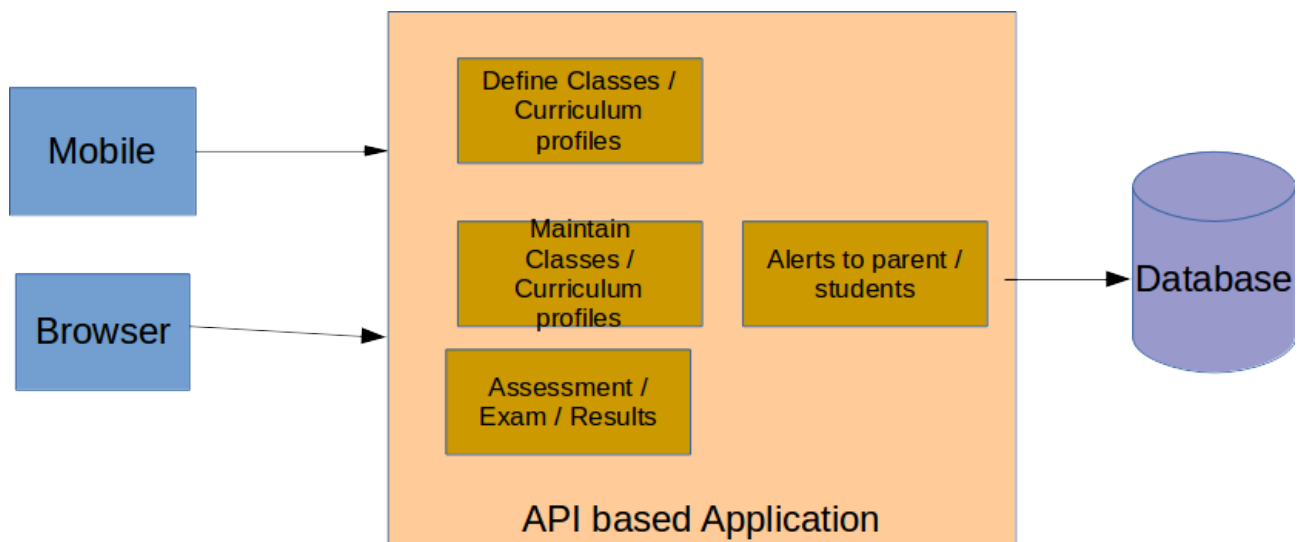 Mobile
Browser
Define Classes /
Curriculum
profiles
Maintain
Classes /
Curriculum
profiles
Alerts to parent /
students
Assessment /
Exam / Results
API based Application
Database